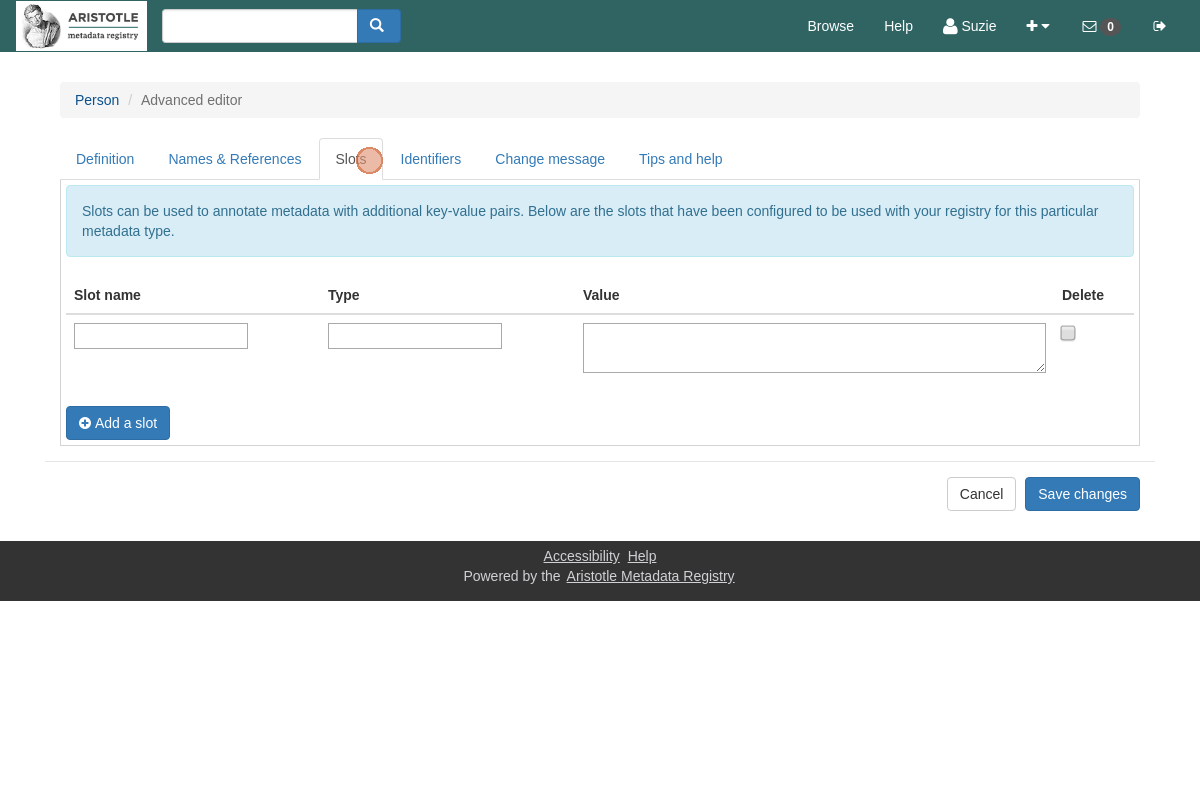 ARISTOTLE
metadata registry
Browse
Help
Suzie
0
Person / Advanced editor
Definition
Names & References
Slots
Identifiers
Change message
Tips and help
Slots can be used to annotate metadata with additional key-value pairs. Below are the slots that have been configured to be used with your registry for this particular
metadata type.
Slot name
Type
Value
Delete
Add a slot
Cancel
Save changes
Accessibility Help
Powered by the Aristotle Metadata Registry